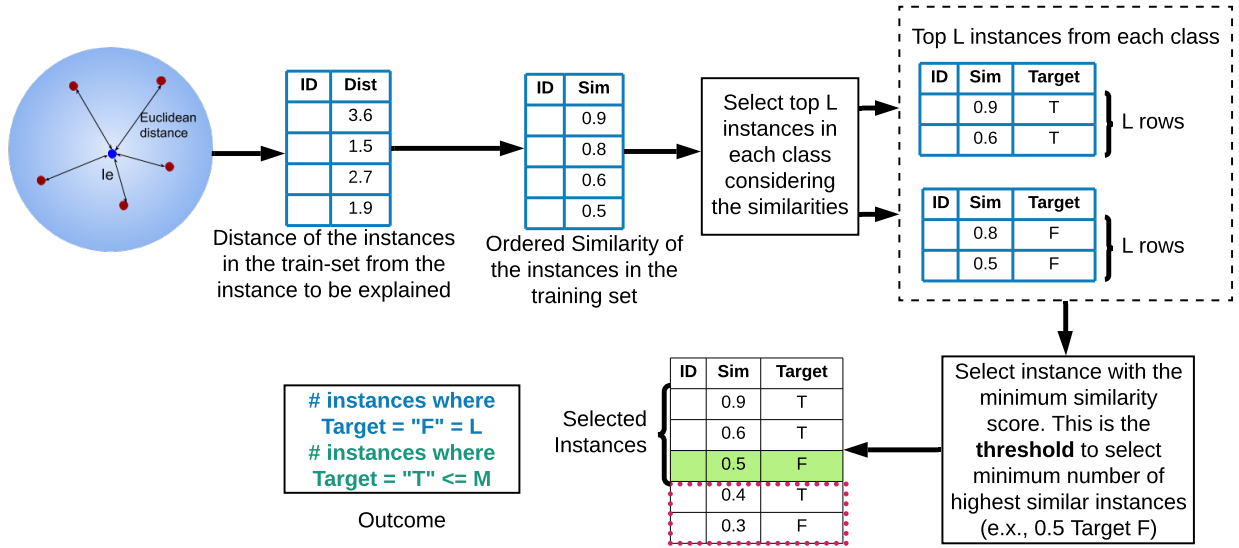 Euclidean
distance
Ie
ID Dist
3.6
1.5
2.7
1.9
Distance of the instances
in the train-set from the
instance to be explained
ID Sim
0.9
0.8
0.6
0.5
Ordered Similarity of
the instances in the
training set
Select top L
instances in
each class
considering
the similarities
Top L instances from each class
ID Sim Target
0.9 T
0.6 T
L rows
ID Sim Target
0.8 F
0.5 F
L rows
Select instance with the
minimum similarity
score. This is the
threshold to select
minimum number of
highest similar instances
(e.x., 0.5 Target F)
ID Sim Target
0.9 T
0.6 T
0.5 F
0.4 T
0.3 F
Selected
Instances
# instances where
Target = "F" = L
# instances where
Target = "T" <= M
Outcome